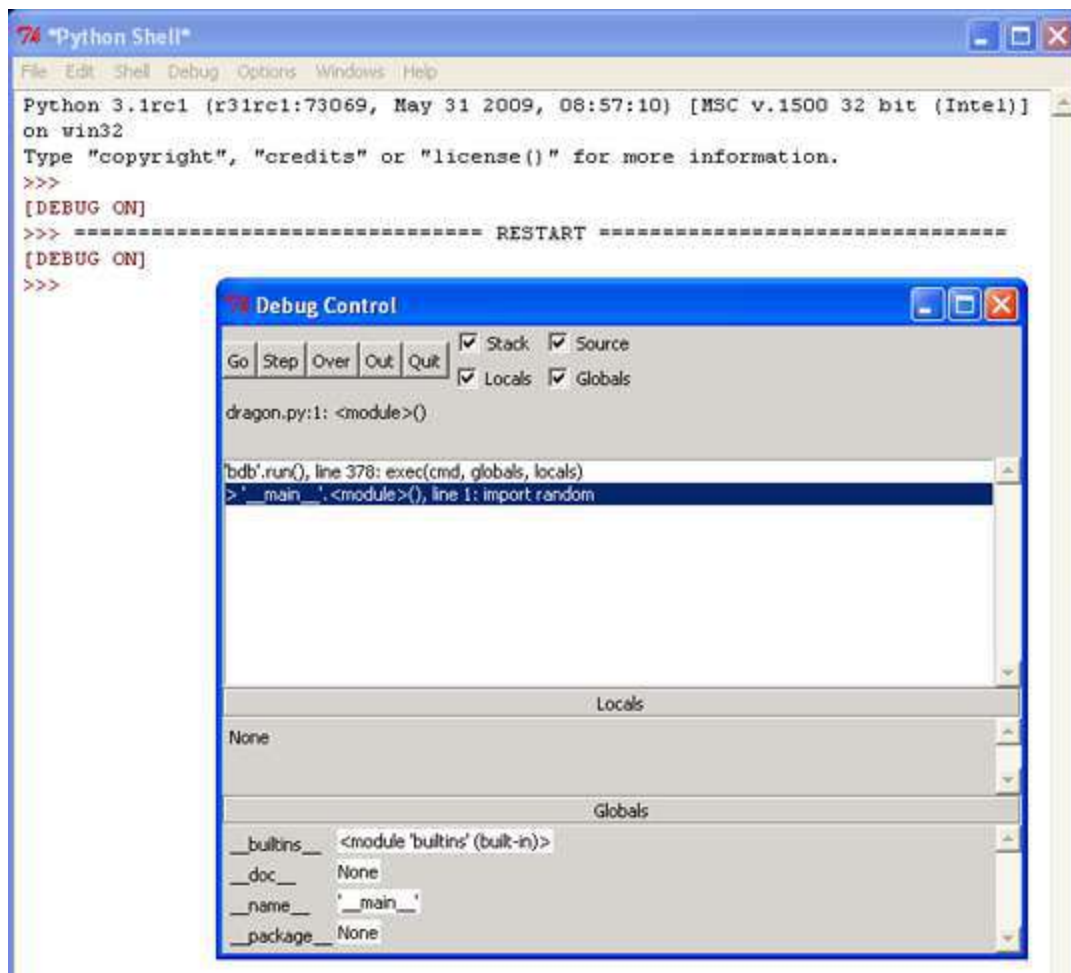 *Python Shell*
File Edit Shell Debug Options Windows Help
Python 3.1rc1 (r31rc1:73069, May 31 2009, 08:57:10) [MSC v.1500 32 bit (Intel)]
on win32
Type "copyright", "credits" or "license()" for more information.
>>>
[DEBUG ON]
>>> ================================ RESTART ================================
[DEBUG ON]
>>>
Debug Control
Go Step Over Out Quit
Stack Source
Locals Globals
dragon.py:1: <module>()
'bdb'.run(), line 378: exec(cmd, globals, locals)
> '__main__'.<module>(), line 1: import random
Locals
None
Globals
__builtins__ <module 'builtins' (built-in)>
__doc__ None
__name__ '__main__'
__package__ None